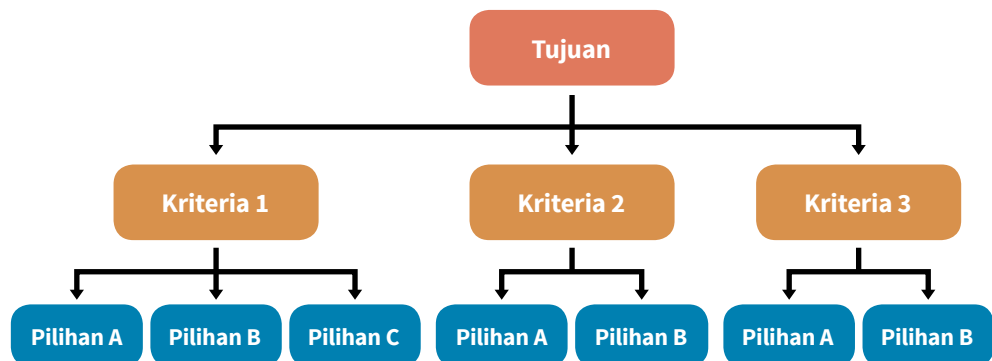 Tujuan
Kriteria 1
Kriteria 2
Kriteria 3
Pilihan A
Pilihan B
Pilihan C
Pilihan A
Pilihan B
Pilihan A
Pilihan B